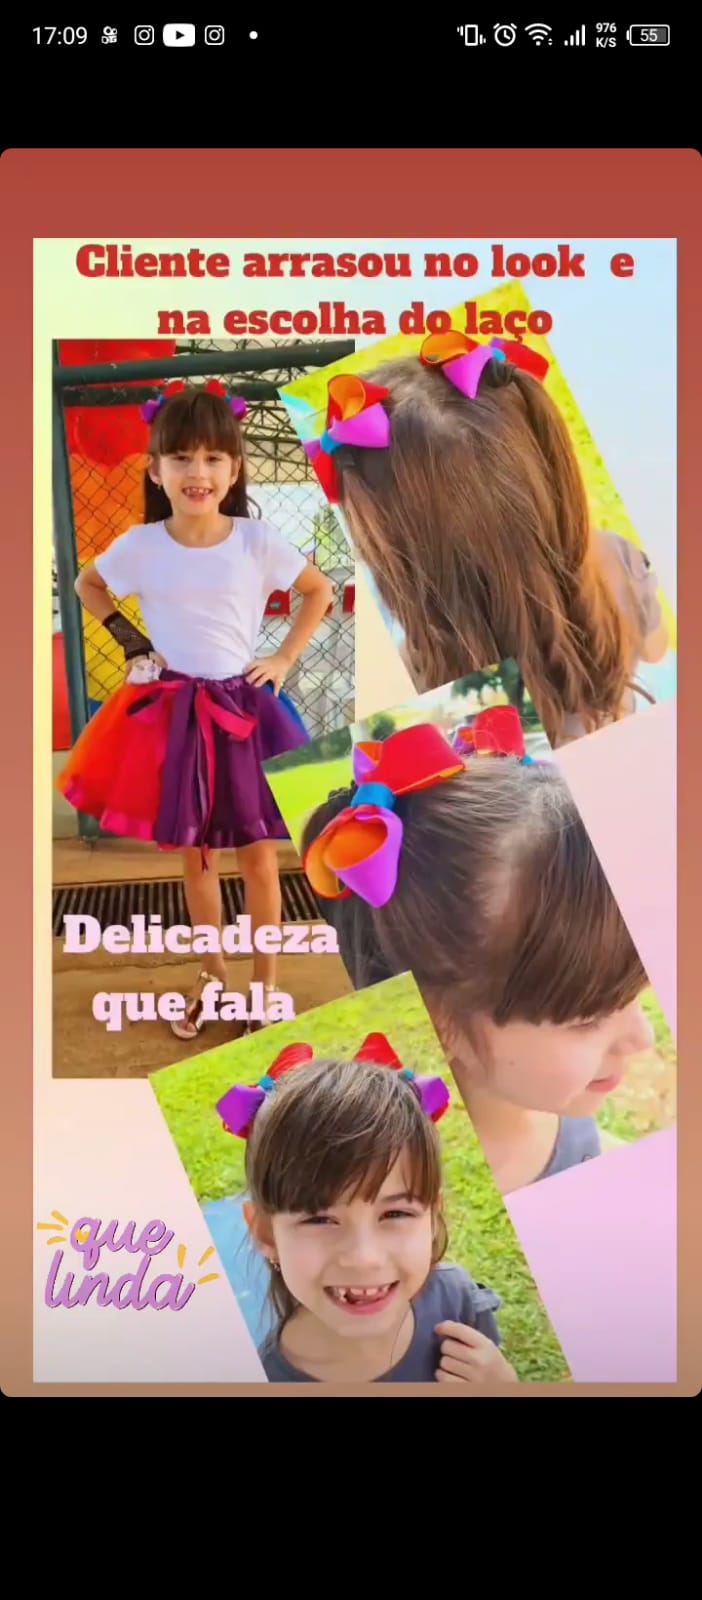 17:09
976
K/S
55
Cliente arrasou no look e
na escolha do laço
Delicadeza
que fala
que
linda